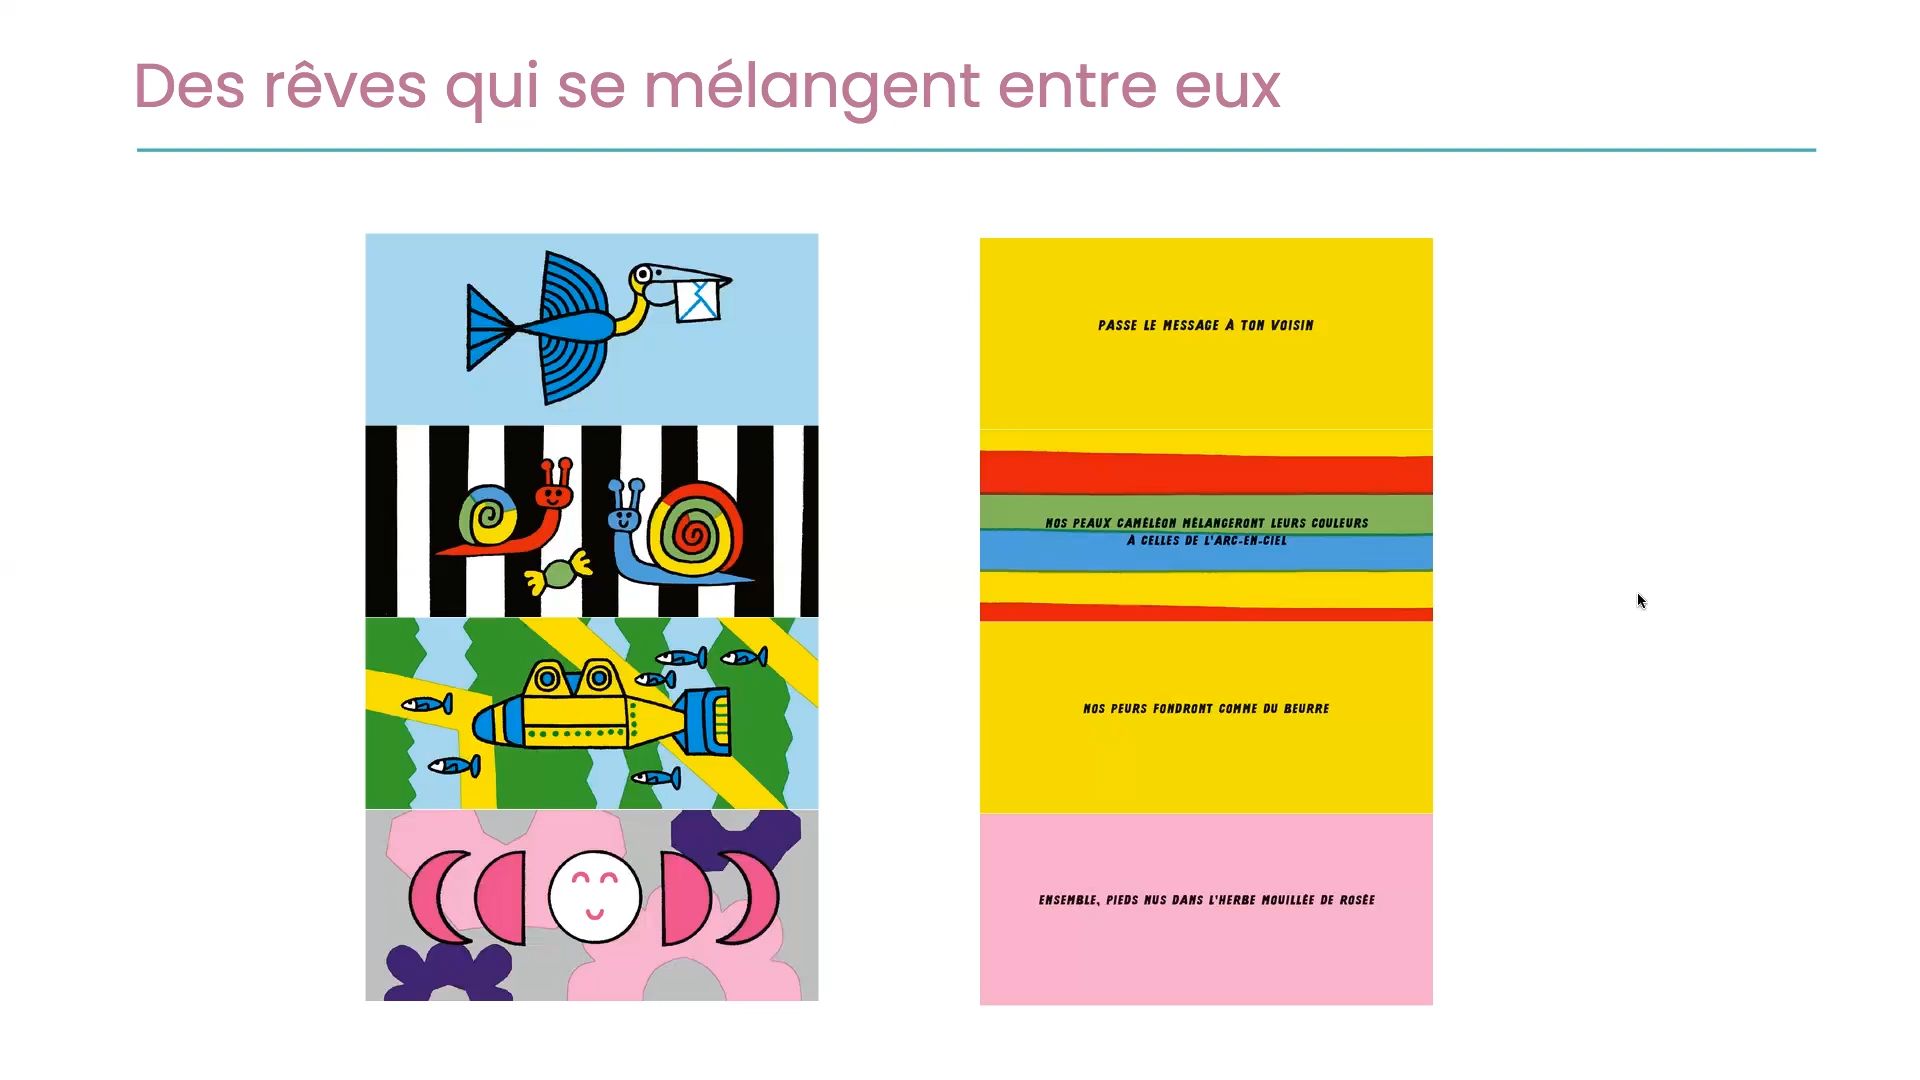 Des rêves qui se mélangent entre eux
PASSE LE MESSAGE À TON VOISIN
NOS PEAUX CAMÉLÉON MÉLANGERONT LEURS COULEURS
À CELLES DE L'ARC-EN-CIEL
NOS PEURS FONDRONT COMME DU BEURRE
ENSEMBLE, PIEDS NUS DANS L'HERBE MOUILLÉE DE ROSÉE